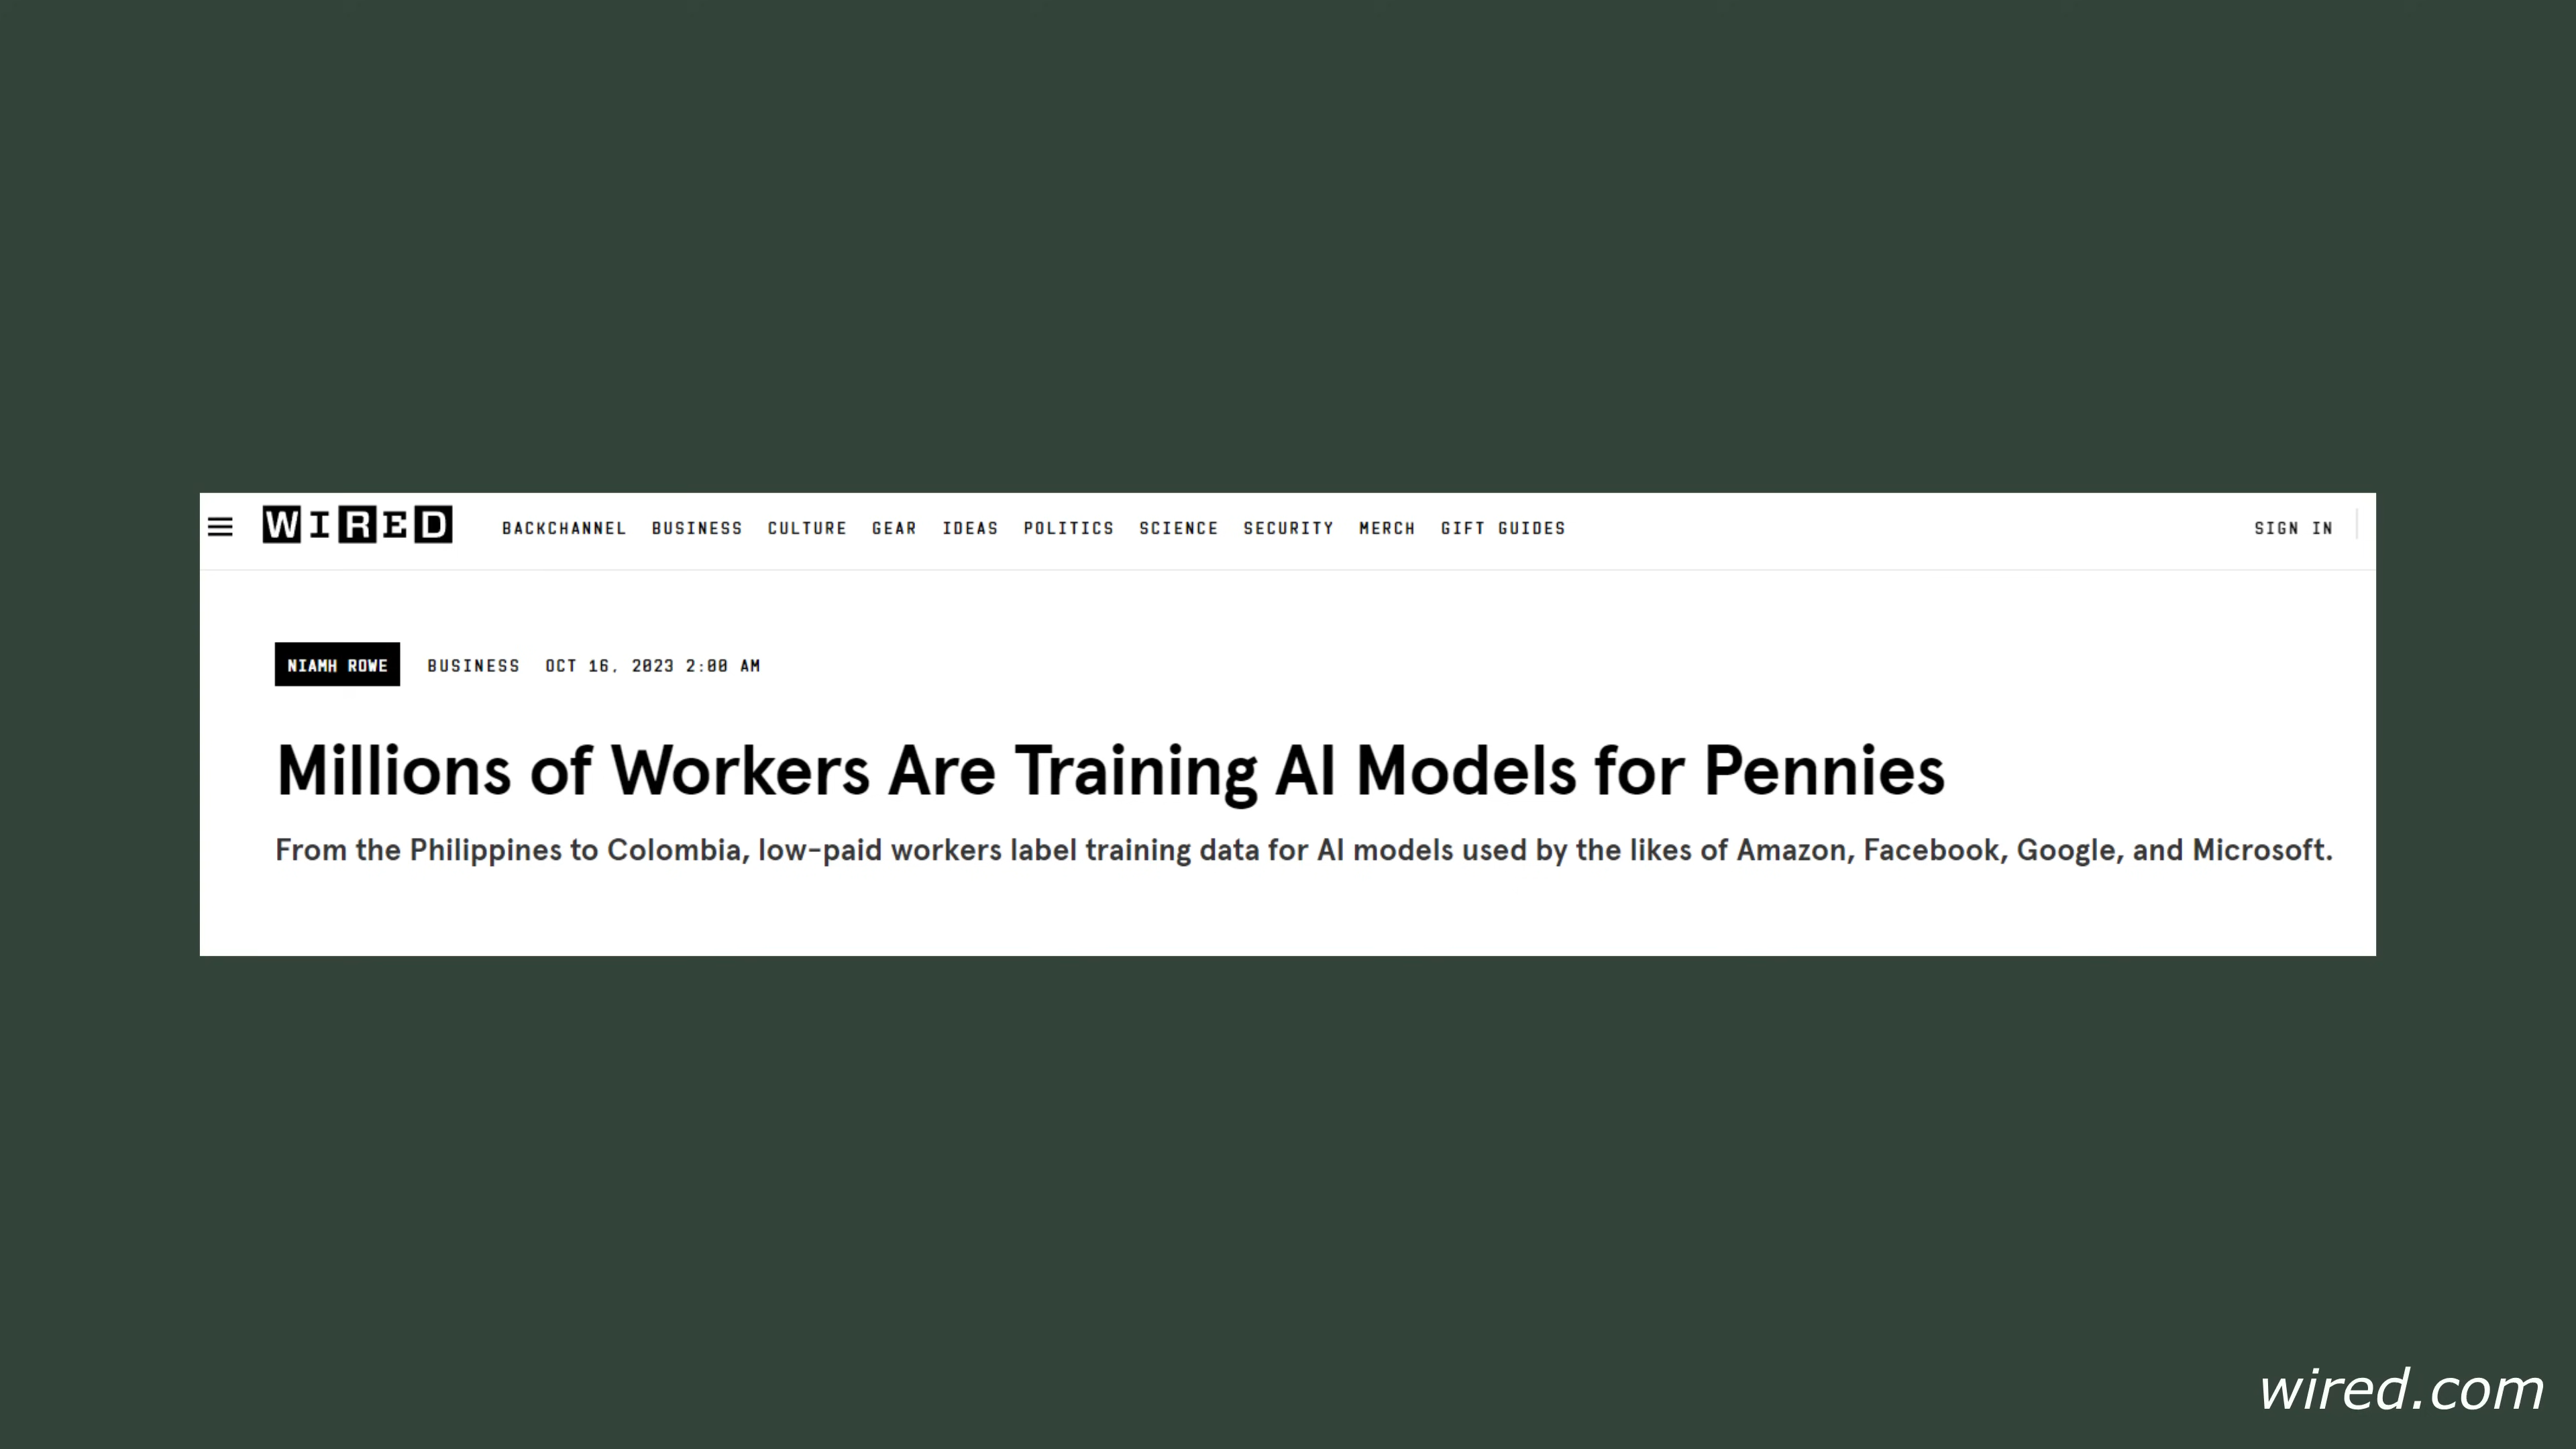 WIRED BACKCHANNEL BUSINESS CULTURE GEAR IDEAS POLITICS SCIENCE SECURITY MERCH GIFT GUIDES SIGN IN
NIAMH ROWE BUSINESS OCT 16, 2023 2:00 AM
Millions of Workers Are Training AI Models for Pennies
From the Philippines to Colombia, low-paid workers label training data for AI models used by the likes of Amazon, Facebook, Google, and Microsoft.
wired.com